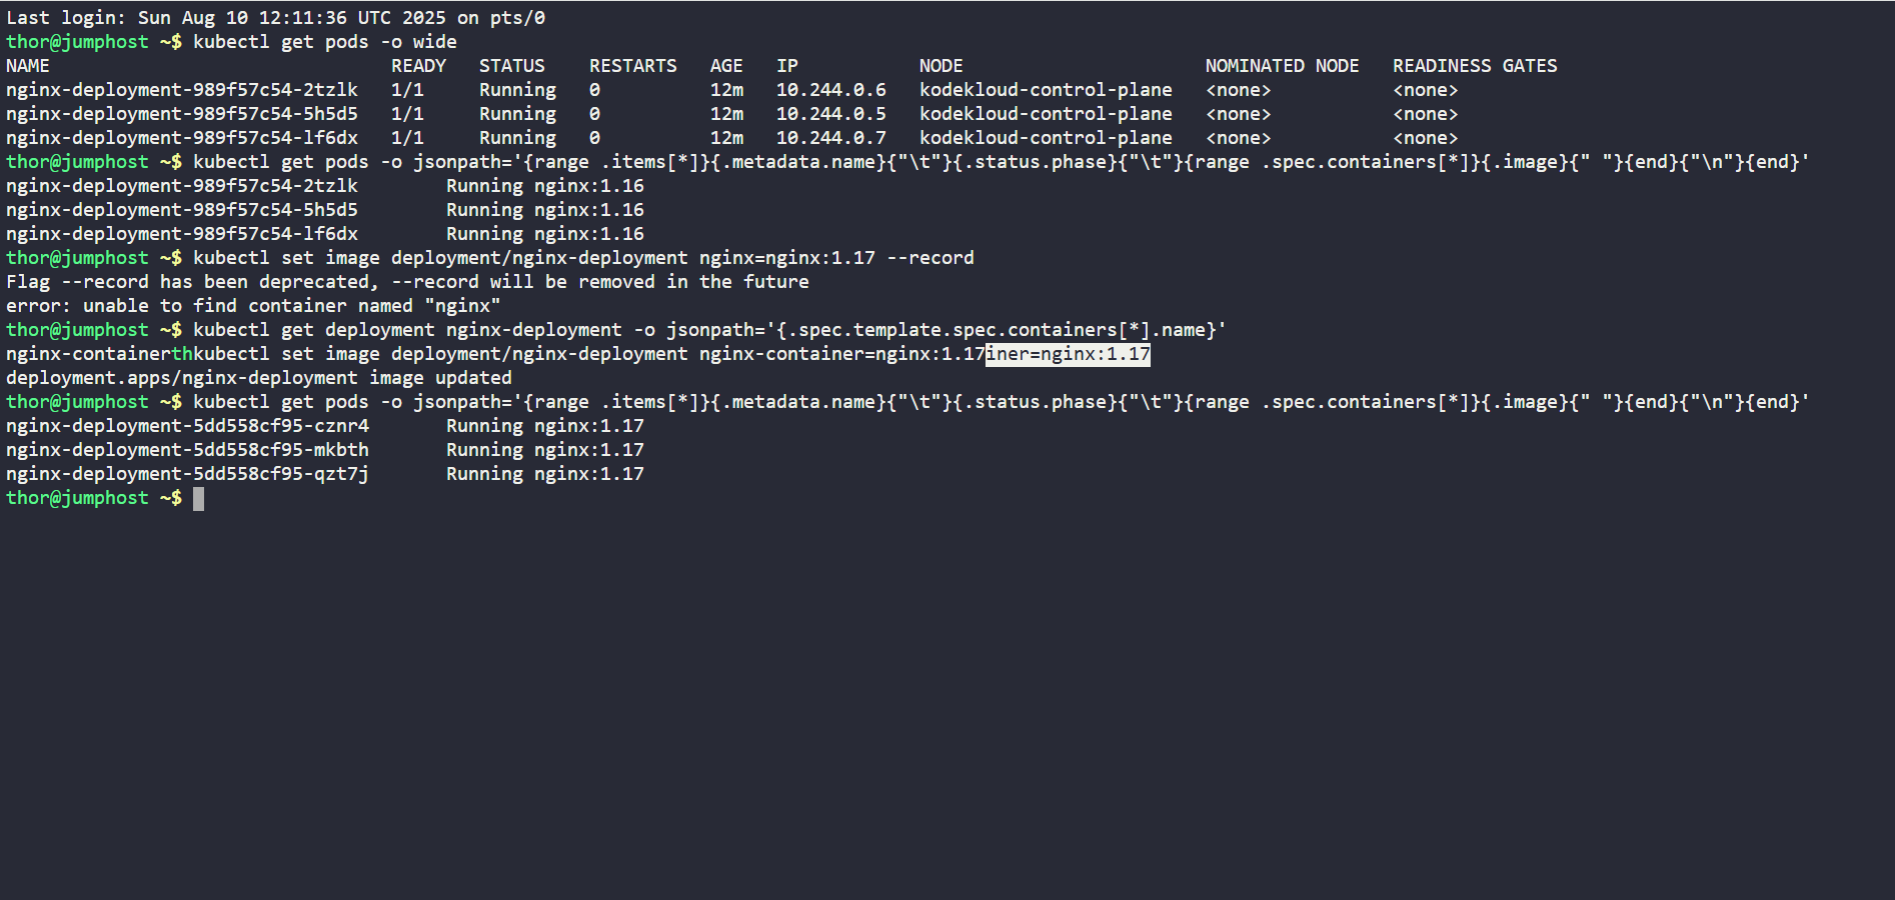 Last login: Sun Aug 10 12:11:36 UTC 2025 on pts/0
thor@jumphost ~$ kubectl get pods -o wide
NAME                               READY   STATUS    RESTARTS   AGE   IP           NODE                      NOMINATED NODE   READINESS GATES
nginx-deployment-989f57c54-2tzlk   1/1     Running   0          12m   10.244.0.6   kodekloud-control-plane   <none>           <none>
nginx-deployment-989f57c54-5h5d5   1/1     Running   0          12m   10.244.0.5   kodekloud-control-plane   <none>           <none>
nginx-deployment-989f57c54-lf6dx   1/1     Running   0          12m   10.244.0.7   kodekloud-control-plane   <none>           <none>
thor@jumphost ~$ kubectl get pods -o jsonpath='{range .items[*]}{.metadata.name}{"\t"}{.status.phase}{"\t"}{range .spec.containers[*]}{.image}{" "}{end}{"\n"}{end}'
nginx-deployment-989f57c54-2tzlk        Running nginx:1.16
nginx-deployment-989f57c54-5h5d5        Running nginx:1.16
nginx-deployment-989f57c54-lf6dx        Running nginx:1.16
thor@jumphost ~$ kubectl set image deployment/nginx-deployment nginx=nginx:1.17 --record
Flag --record has been deprecated, --record will be removed in the future
error: unable to find container named "nginx"
thor@jumphost ~$ kubectl get deployment nginx-deployment -o jsonpath='{.spec.template.spec.containers[*].name}'
nginx-containerthkubectl set image deployment/nginx-deployment nginx-container=nginx:1.17iner=nginx:1.17
deployment.apps/nginx-deployment image updated
thor@jumphost ~$ kubectl get pods -o jsonpath='{range .items[*]}{.metadata.name}{"\t"}{.status.phase}{"\t"}{range .spec.containers[*]}{.image}{" "}{end}{"\n"}{end}'
nginx-deployment-5dd558cf95-cznr4       Running nginx:1.17
nginx-deployment-5dd558cf95-mkbth       Running nginx:1.17
nginx-deployment-5dd558cf95-qzt7j       Running nginx:1.17
thor@jumphost ~$